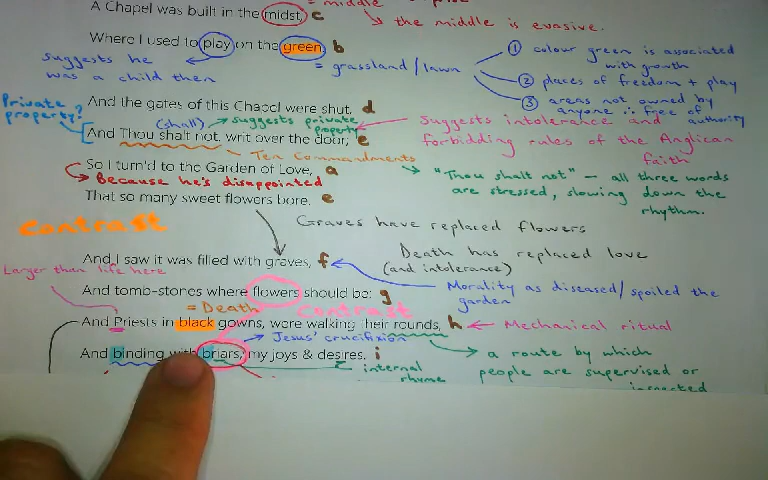 = middle
A Chapel was built in the midst, c
→ the middle is evasive.
Where I used to play on the green b
suggests he was a child then
= grassland / lawn
① colour green is associated with growth
② places of freedom + play
③ areas not owned by anyone ∴ free of authority
And the gates of this Chapel were shut, d
Private property?
(shall) → suggests private property
And Thou shalt not. writ over the door; e
Suggests intolerance and forbidding rules of the Anglican faith
Ten Commandments
So I turn'd to the Garden of Love, a
Because he's disappointed
"Thou shalt not" – all three words are stressed, slowing down the rhythm.
That so many sweet flowers bore. e
contrast
Graves have replaced flowers
And I saw it was filled with graves, f
Death has replaced love
(and intolerance)
Larger than life here
Morality as diseased/spoiled the garden
And tomb-stones where flowers should be: g
= Death
Contrast
And Priests in black gowns, were walking their rounds, h
Mechanical ritual
Jesus' crucifixion
And binding with briars, my joys & desires. i
internal rhyme
a route by which people are supervised or inspected